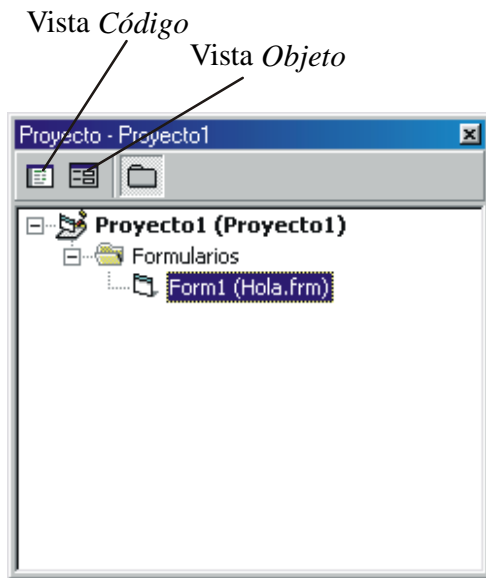 Vista Código
Vista Objeto
Proyecto - Proyecto1
Proyecto1 (Proyecto1)
Formularios
Form1 (Hola.frm)